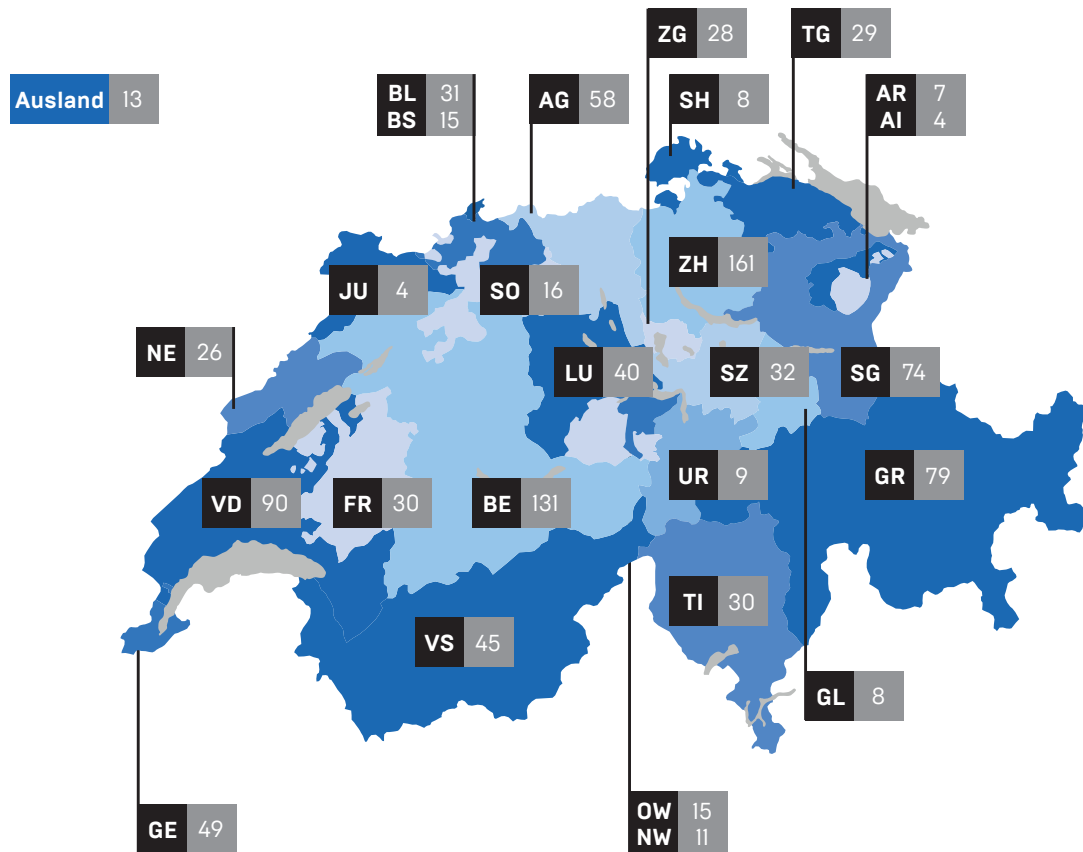 ZG 28
TG 29
Ausland 13
BL 31
BS 15
AG 58
SH 8
AR 7
AI 4
ZH 161
JU 4
SO 16
NE 26
LU 40
SZ 32
SG 74
VD 90
FR 30
BE 131
UR 9
GR 79
TI 30
VS 45
GL 8
GE 49
OW 15
NW 11